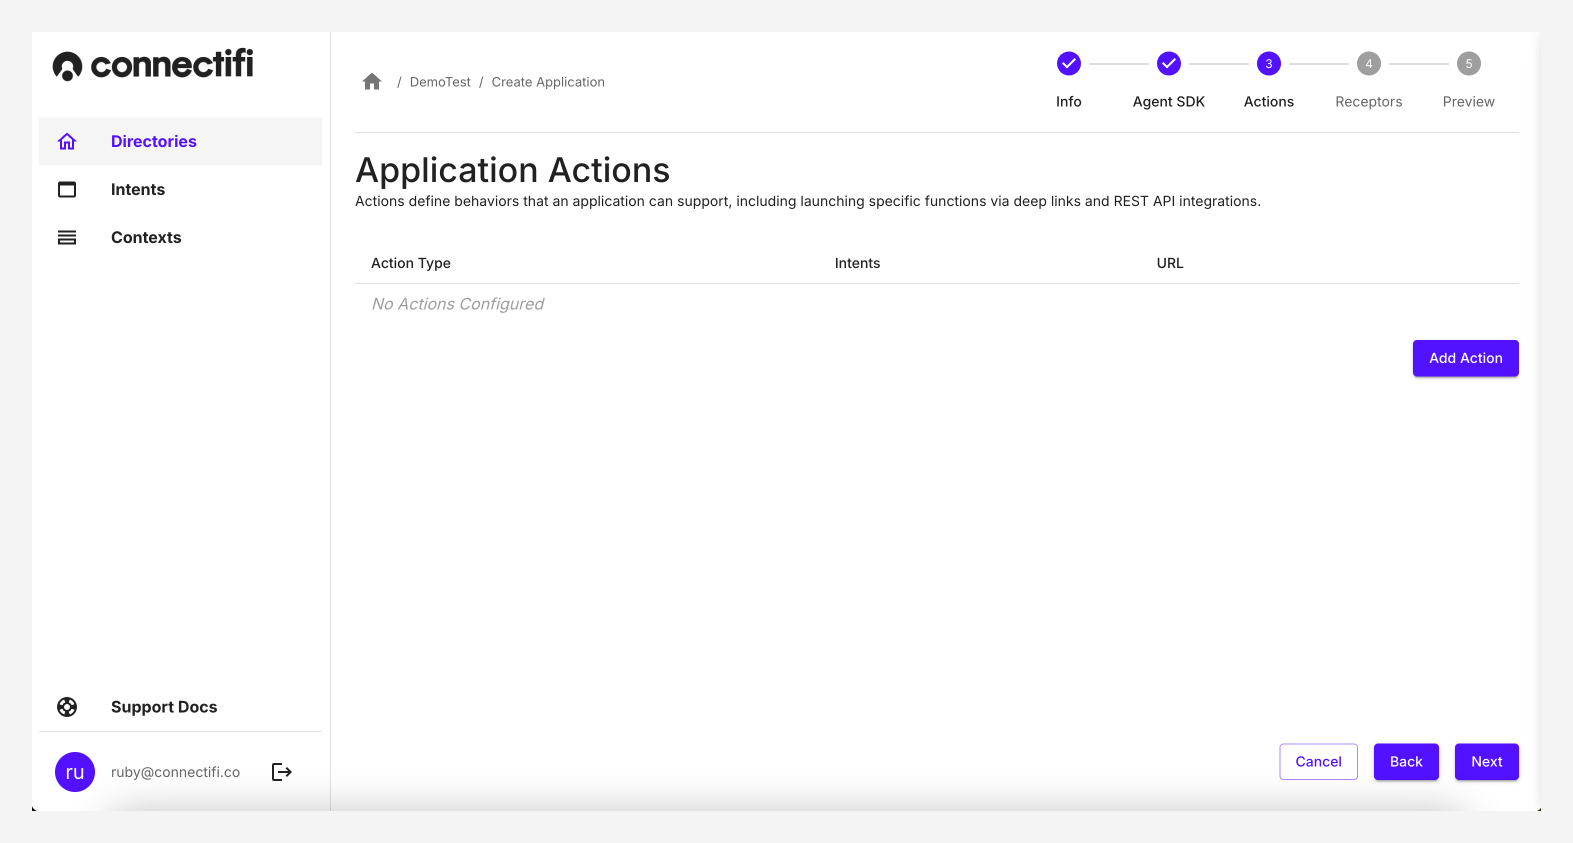 connectifi
Directories
Intents
Contexts
Support Docs
ru
ruby@connectifi.co
/ DemoTest / Create Application
3 4 5
Info Agent SDK Actions Receptors Preview
Application Actions
Actions define behaviors that an application can support, including launching specific functions via deep links and REST API integrations.
Action Type Intents URL
No Actions Configured
Add Action
Cancel Back Next